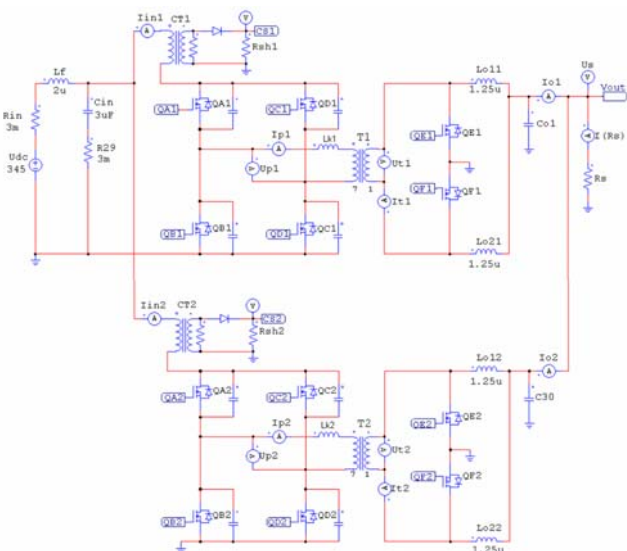 Iin1
CT1
V
CS1
A
Rsh1
Lf
2u
Lo11
1.25u
Us
V
Io1
A
Vout
Rin
3m
Cin
3uF
QA1
QA1
QC1
QD1
Co1
I(Rs)
A
Ip1
A
Lk1
T1
QE1
QE1
Udc
345
R29
3m
V
Up1
V
Ut1
7
1
A
It1
QF1
QF1
Rs
QB1
QB1
QD1
QC1
Lo21
1.25u
Iin2
CT2
V
CS2
A
Rsh2
Lo12
1.25u
Io2
A
QA2
QA2
QC2
QC2
C30
Ip2
A
Lk2
T2
QE2
QE2
V
Up2
V
Ut2
7
1
A
It2
QF2
QF2
QB2
QB2
QD2
QD2
Lo22
1.25u